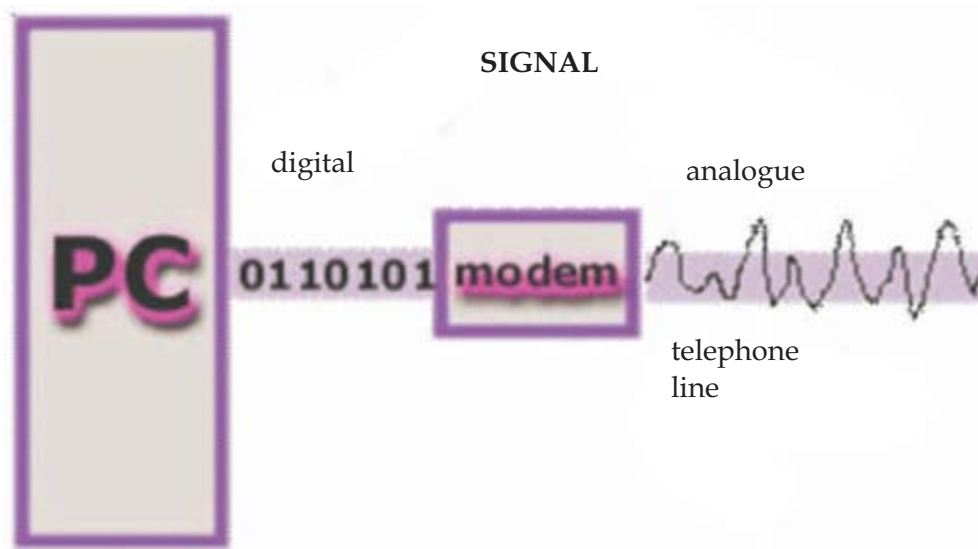 SIGNAL
digital
analogue
PC
0110101
modem
telephone
line